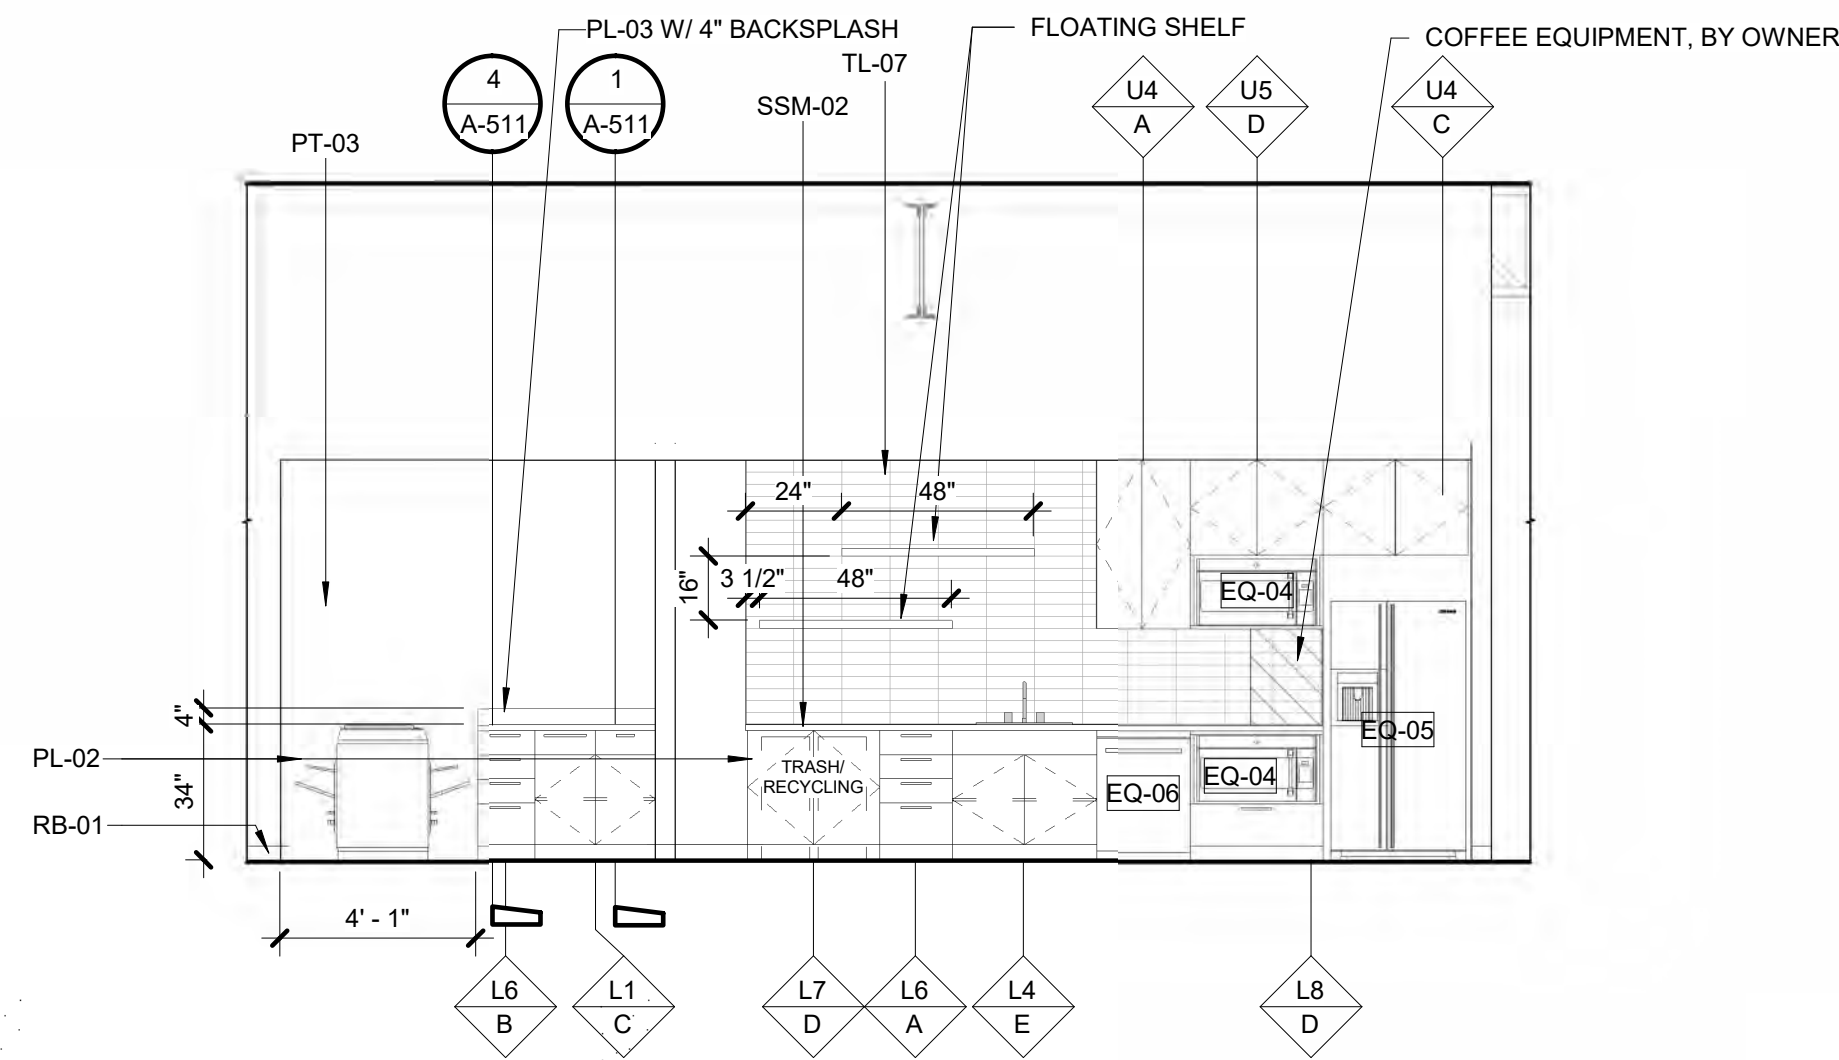 PL-03 W/ 4" BACKSPLASH
FLOATING SHELF
COFFEE EQUIPMENT, BY OWNER
TL-07
SSM-02
PT-03
4
A-511
1
A-511
U4
A
U5
D
U4
C
24"
48"
16"
3 1/2"
48"
EQ-04
4"
34"
PL-02
RB-01
TRASH/
RECYCLING
EQ-06
EQ-04
EQ-05
4' - 1"
L6
B
L1
C
L7
D
L6
A
L4
E
L8
D